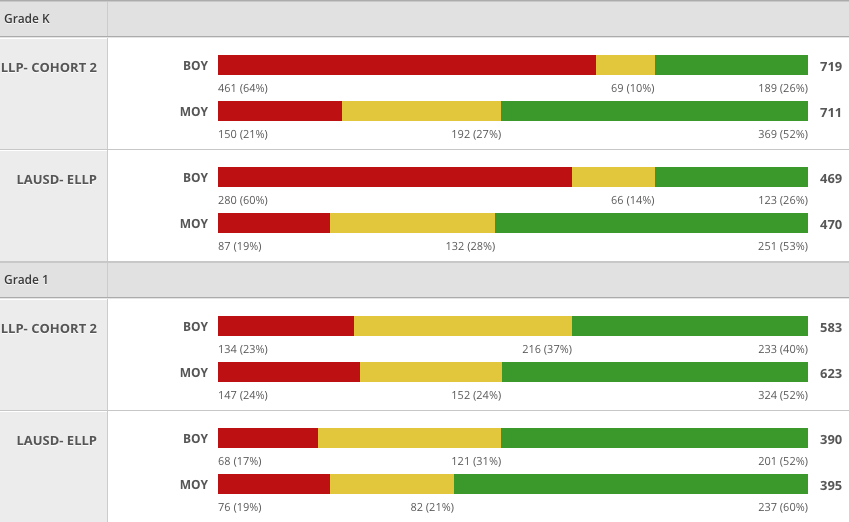 Grade K
LLP- COHORT 2
BOY 719
461 (64%) 69 (10%) 189 (26%)
MOY 711
150 (21%) 192 (27%) 369 (52%)
LAUSD- ELLP
BOY 469
280 (60%) 66 (14%) 123 (26%)
MOY 470
87 (19%) 132 (28%) 251 (53%)
Grade 1
LLP- COHORT 2
BOY 583
134 (23%) 216 (37%) 233 (40%)
MOY 623
147 (24%) 152 (24%) 324 (52%)
LAUSD- ELLP
BOY 390
68 (17%) 121 (31%) 201 (52%)
MOY 395
76 (19%) 82 (21%) 237 (60%)